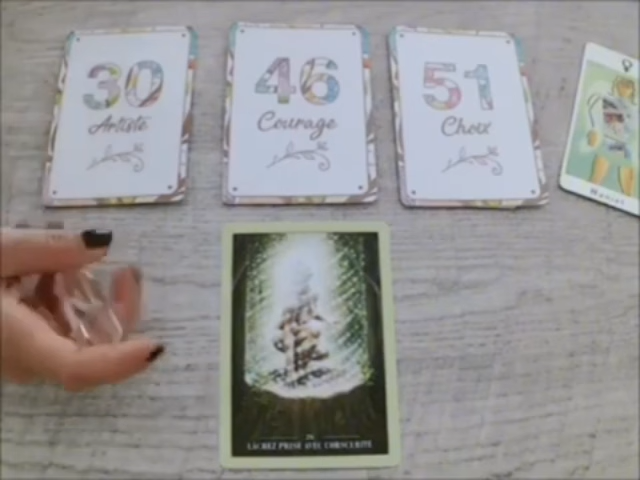 30
Artiste
46
Courage
51
Choix
LÂCHEZ PRISE AVEC L'OBSCURITÉ